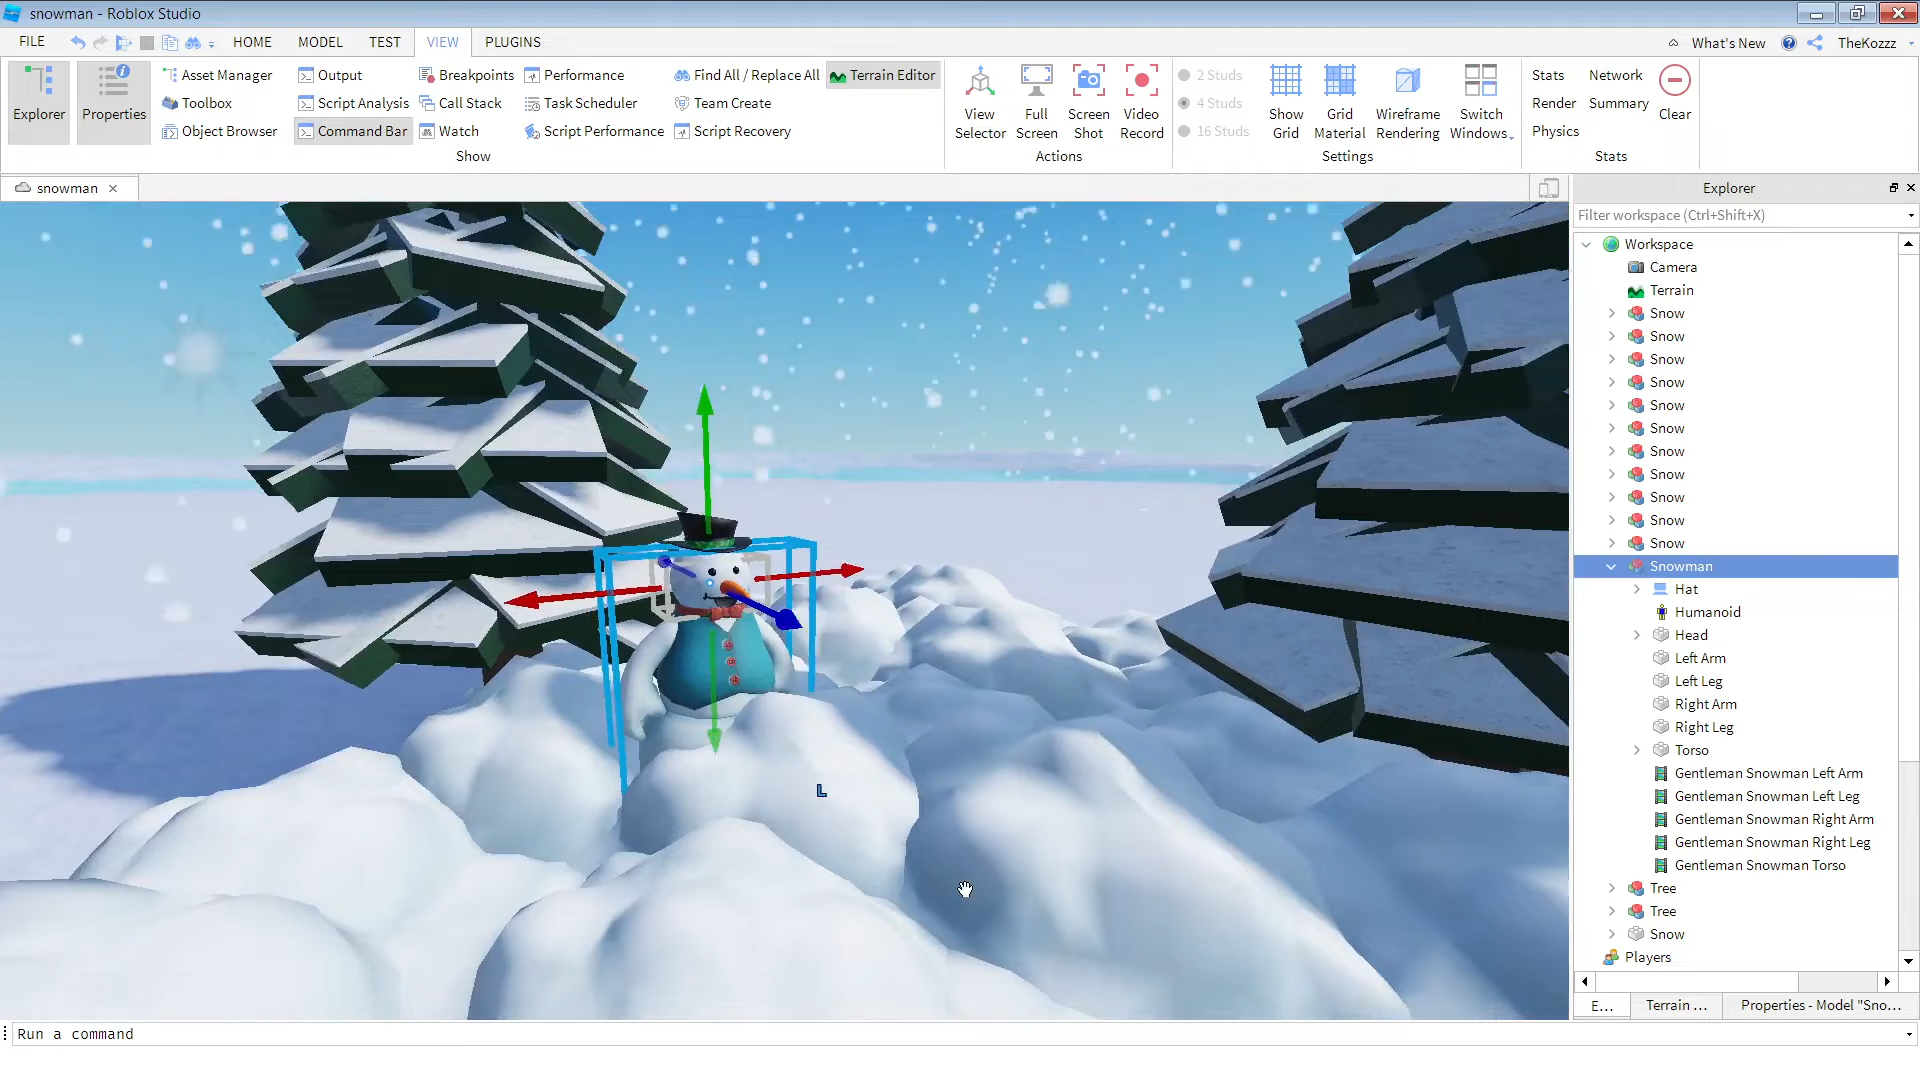 snowman - Roblox Studio
FILE HOME MODEL TEST VIEW PLUGINS What's New TheKozzz
Explorer
Properties
Asset Manager
Toolbox
Object Browser
Output
Script Analysis
Command Bar
Breakpoints
Call Stack
Watch
Performance
Task Scheduler
Script Performance
Find All / Replace All
Team Create
Script Recovery
Terrain Editor
Show
View
Selector
Full
Screen
Screen
Shot
Video
Record
Actions
2 Studs
4 Studs
16 Studs
Show
Grid
Grid
Material
Wireframe
Rendering
Switch
Windows
Settings
Stats
Render
Physics
Network
Summary
Clear
Stats
snowman
Explorer
Filter workspace (Ctrl+Shift+X)
Workspace
Camera
Terrain
Snow
Snow
Snow
Snow
Snow
Snow
Snow
Snow
Snow
Snow
Snow
Snowman
Hat
Humanoid
Head
Left Arm
Left Leg
Right Arm
Right Leg
Torso
Gentleman Snowman Left Arm
Gentleman Snowman Left Leg
Gentleman Snowman Right Arm
Gentleman Snowman Right Leg
Gentleman Snowman Torso
Tree
Tree
Snow
Players
L
E... Terrain ... Properties - Model "Sno...
Run a command